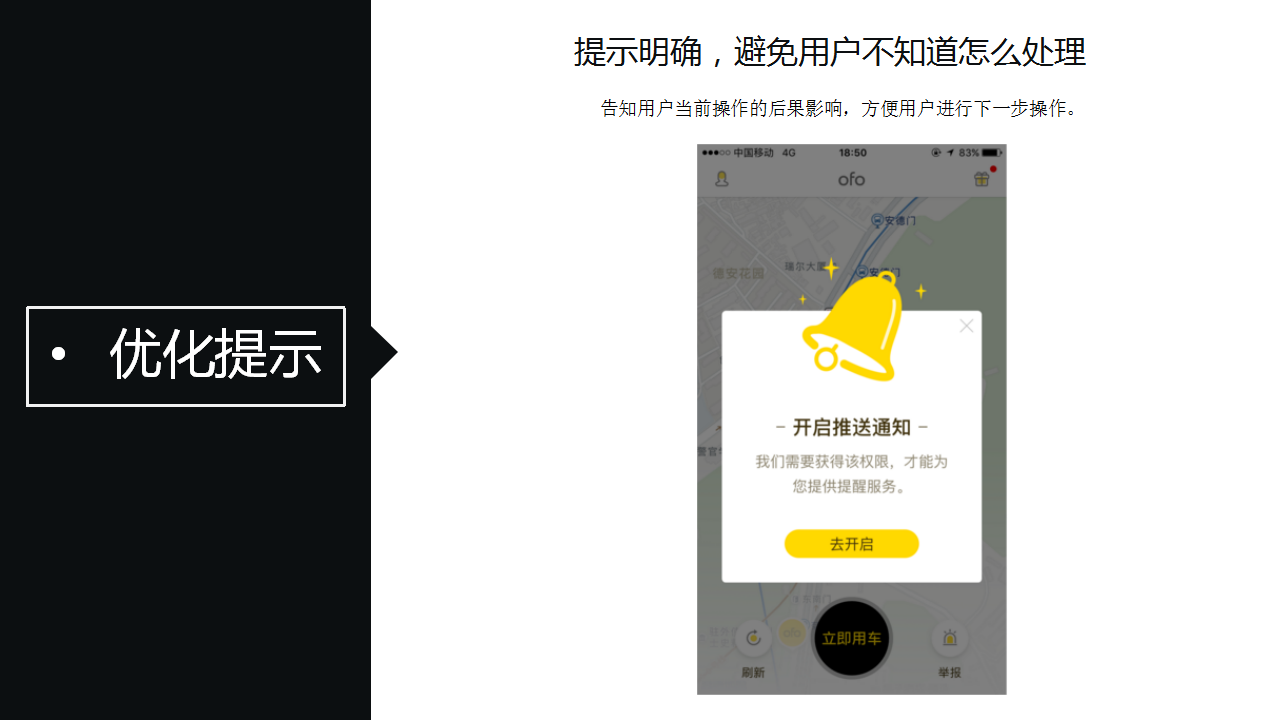 • 优化提示
提示明确，避免用户不知道怎么处理
告知用户当前操作的后果影响，方便用户进行下一步操作。
中国移动 4G 18:50 83%
ofo
安德门
德安花园 瑞尔大厦 安德门
- 开启推送通知 -
我们需要获得该权限，才能为
您提供提醒服务。
去开启
东南门
ofo
立即用车
刷新 举报